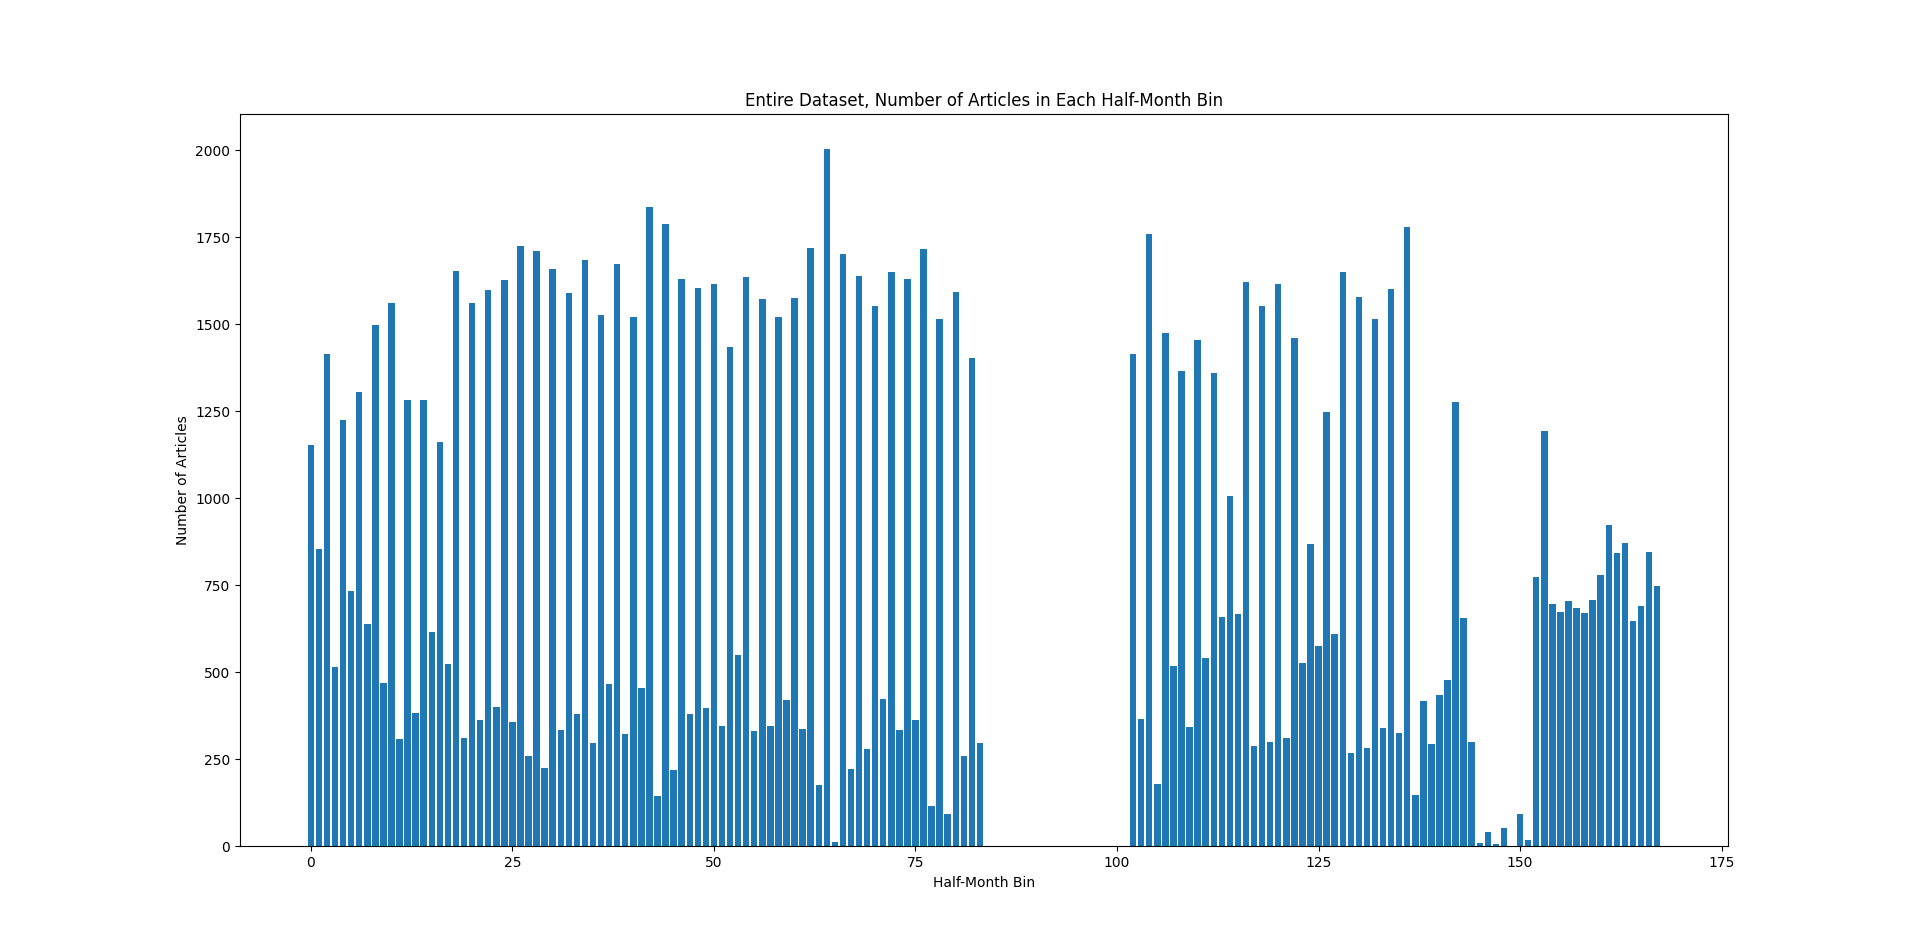 Entire Dataset, Number of Articles in Each Half-Month Bin
2000
1750
1500
1250
1000
750
500
250
0
Number of Articles
0 25 50 75 100 125 150 175
Half-Month Bin